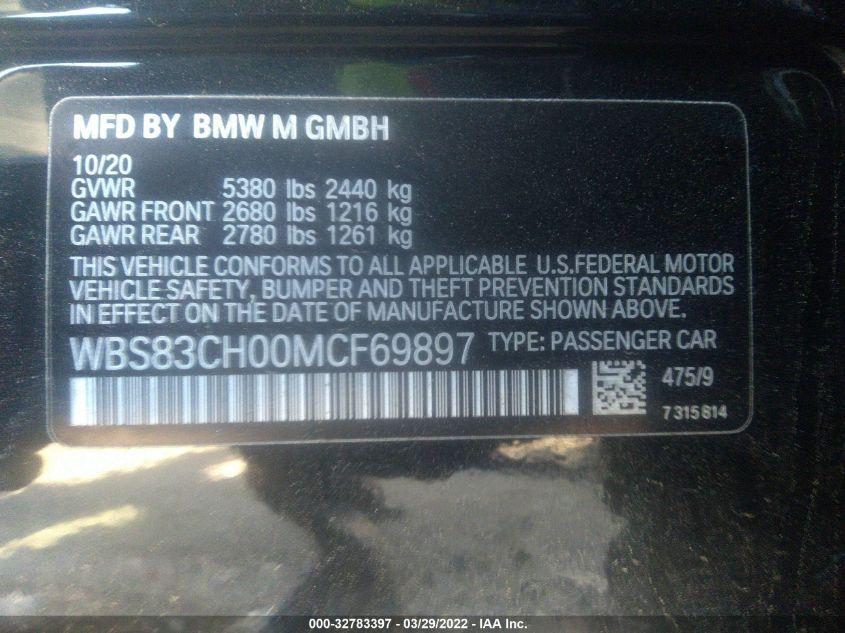 MFD BY BMW M GMBH
10/20
GVWR 5380 lbs 2440 kg
GAWR FRONT 2680 lbs 1216 kg
GAWR REAR 2780 lbs 1261 kg
THIS VEHICLE CONFORMS TO ALL APPLICABLE U.S.FEDERAL MOTOR
VEHICLE SAFETY, BUMPER AND THEFT PREVENTION STANDARDS
IN EFFECT ON THE DATE OF MANUFACTURE SHOWN ABOVE.
WBS83CH00MCF69897 TYPE: PASSENGER CAR
475/9
7315814
000-32783397 - 03/29/2022 - IAA Inc.